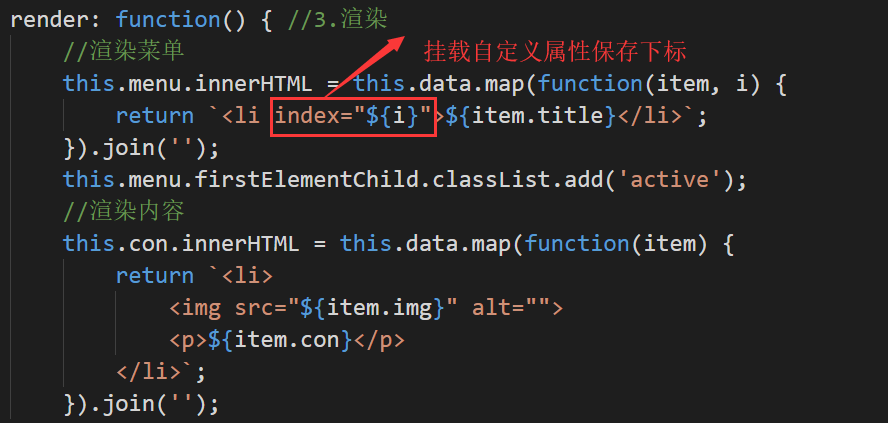 render: function() { //3.渲染
//渲染菜单
挂载自定义属性保存下标
this.menu.innerHTML = this.data.map(function(item, i) {
return `<li index="${i}">${item.title}</li>`;
}).join('');
this.menu.firstElementChild.classList.add('active');
//渲染内容
this.con.innerHTML = this.data.map(function(item) {
return `<li>
<img src="${item.img}" alt="">
<p>${item.con}</p>
</li>`;
}).join('');